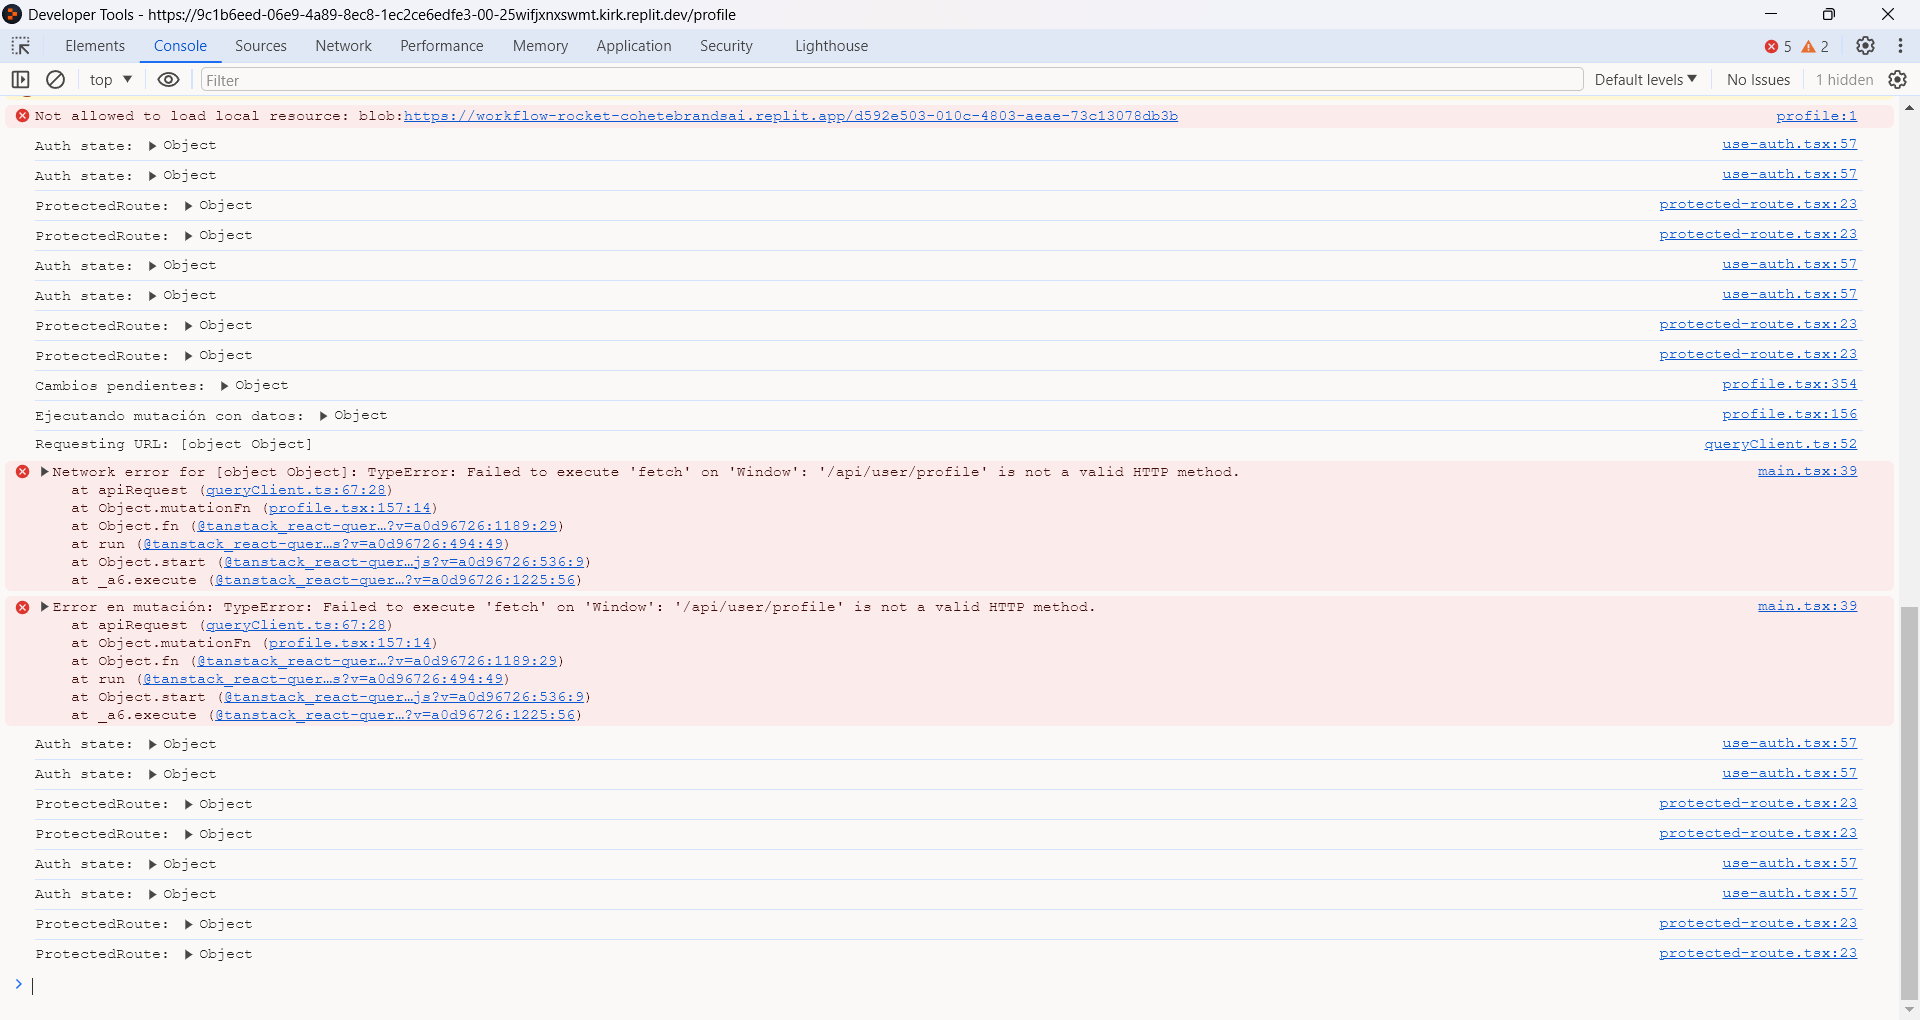 Developer Tools - https://9c1b6eed-06e9-4a89-8ec8-1ec2ce6edfe3-00-25wifjxnxswmt.kirk.replit.dev/profile
Elements Console Sources Network Performance Memory Application Security Lighthouse 5 2
top Filter Default levels No Issues 1 hidden
Not allowed to load local resource: blob:https://workflow-rocket-cohetebrandsai.replit.app/d592e503-010c-4803-aeae-73c13078db3b profile:1
Auth state: ▶ Object use-auth.tsx:57
Auth state: ▶ Object use-auth.tsx:57
ProtectedRoute: ▶ Object protected-route.tsx:23
ProtectedRoute: ▶ Object protected-route.tsx:23
Auth state: ▶ Object use-auth.tsx:57
Auth state: ▶ Object use-auth.tsx:57
ProtectedRoute: ▶ Object protected-route.tsx:23
ProtectedRoute: ▶ Object protected-route.tsx:23
Cambios pendientes: ▶ Object profile.tsx:354
Ejecutando mutación con datos: ▶ Object profile.tsx:156
Requesting URL: [object Object] queryClient.ts:52
▶Network error for [object Object]: TypeError: Failed to execute 'fetch' on 'Window': '/api/user/profile' is not a valid HTTP method. main.tsx:39
at apiRequest (queryClient.ts:67:28)
at Object.mutationFn (profile.tsx:157:14)
at Object.fn (@tanstack_react-quer…?v=a0d96726:1189:29)
at run (@tanstack_react-quer…s?v=a0d96726:494:49)
at Object.start (@tanstack_react-quer…js?v=a0d96726:536:9)
at _a6.execute (@tanstack_react-quer…?v=a0d96726:1225:56)
▶Error en mutación: TypeError: Failed to execute 'fetch' on 'Window': '/api/user/profile' is not a valid HTTP method. main.tsx:39
at apiRequest (queryClient.ts:67:28)
at Object.mutationFn (profile.tsx:157:14)
at Object.fn (@tanstack_react-quer…?v=a0d96726:1189:29)
at run (@tanstack_react-quer…s?v=a0d96726:494:49)
at Object.start (@tanstack_react-quer…js?v=a0d96726:536:9)
at _a6.execute (@tanstack_react-quer…?v=a0d96726:1225:56)
Auth state: ▶ Object use-auth.tsx:57
Auth state: ▶ Object use-auth.tsx:57
ProtectedRoute: ▶ Object protected-route.tsx:23
ProtectedRoute: ▶ Object protected-route.tsx:23
Auth state: ▶ Object use-auth.tsx:57
Auth state: ▶ Object use-auth.tsx:57
ProtectedRoute: ▶ Object protected-route.tsx:23
ProtectedRoute: ▶ Object protected-route.tsx:23